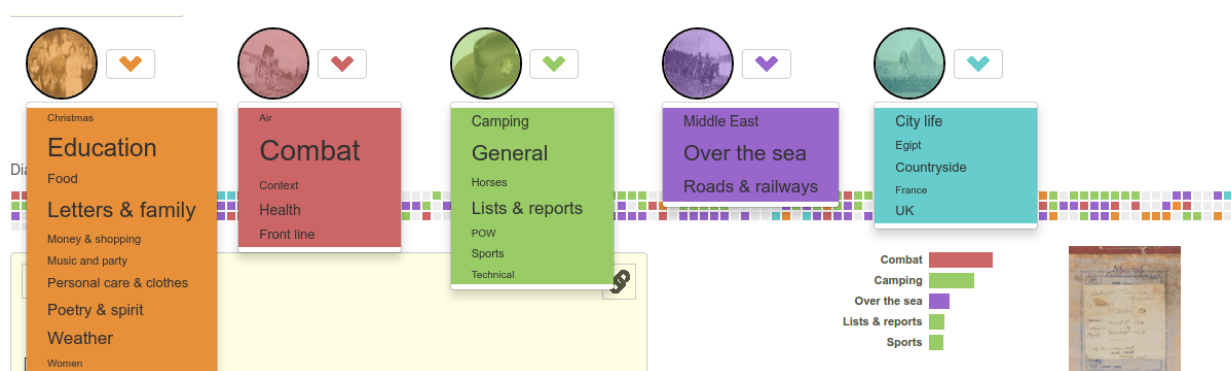 Christmas
Education
Food
Letters & family
Money & shopping
Music and party
Personal care & clothes
Poetry & spirit
Weather
Women
Air
Combat
Context
Health
Front line
Camping
General
Horses
Lists & reports
POW
Sports
Technical
Middle East
Over the sea
Roads & railways
City life
Egipt
Countryside
France
UK
Combat
Camping
Over the sea
Lists & reports
Sports